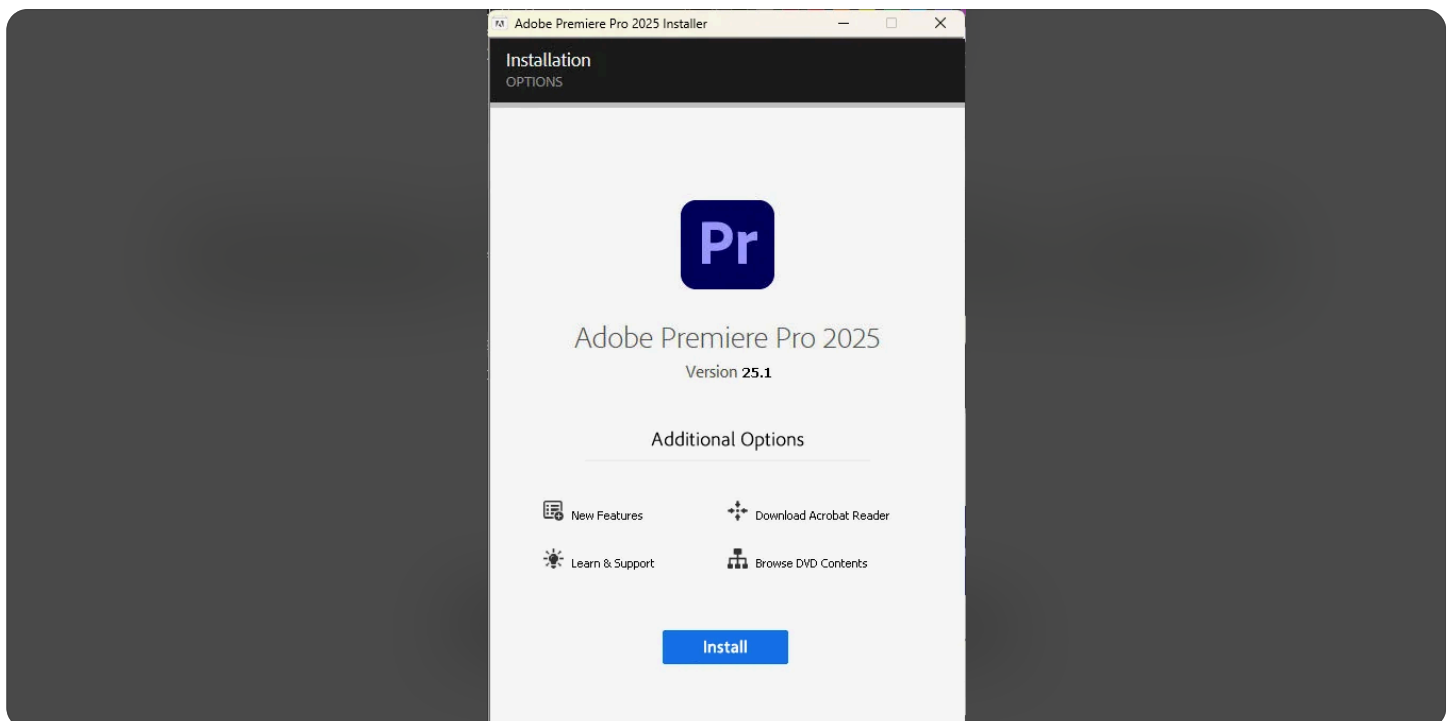 Adobe Premiere Pro 2025 Installer
Installation
OPTIONS
Pr
Adobe Premiere Pro 2025
Version 25.1
Additional Options
New Features
Download Acrobat Reader
Learn & Support
Browse DVD Contents
Install